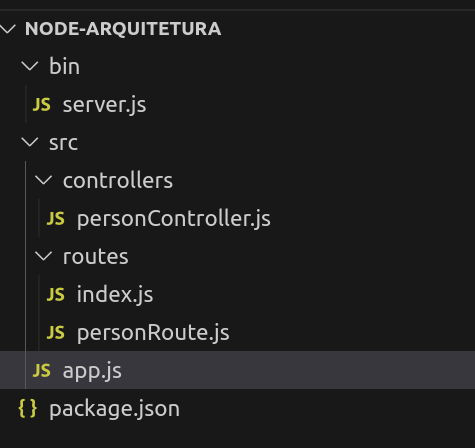 NODE-ARQUITETURA
bin
JS server.js
src
controllers
JS personController.js
routes
JS index.js
JS personRoute.js
JS app.js
{} package.json